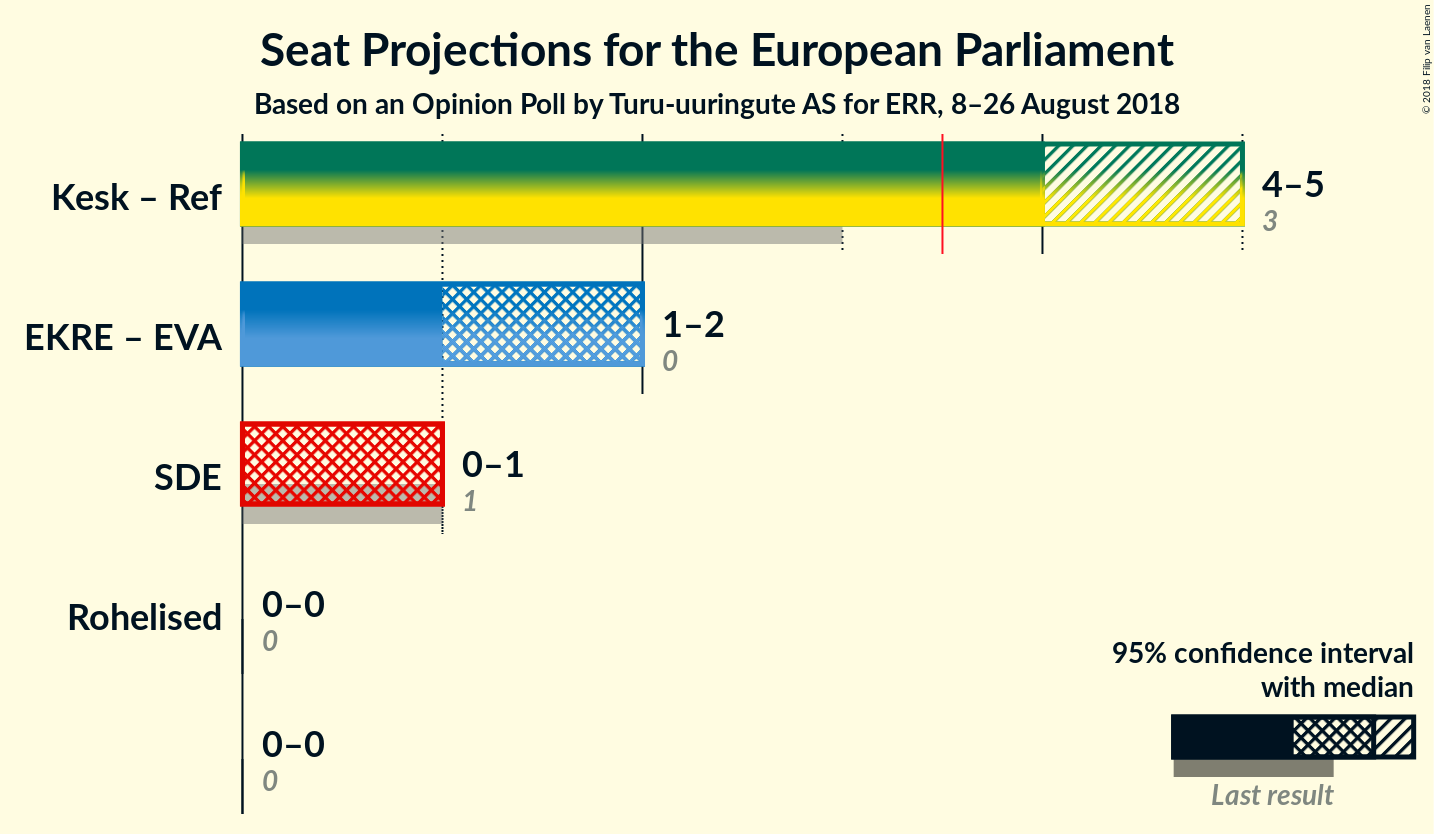 Seat Projections for the European Parliament
Based on an Opinion Poll by Turu-uuringute AS for ERR, 8–26 August 2018
© 2018 Filip van Laenen
Kesk – Ref
4–5
3
EKRE – EVA
1–2
0
SDE
0–1
1
Rohelised
0–0
0
0–0
0
95% confidence interval
with median
Last result